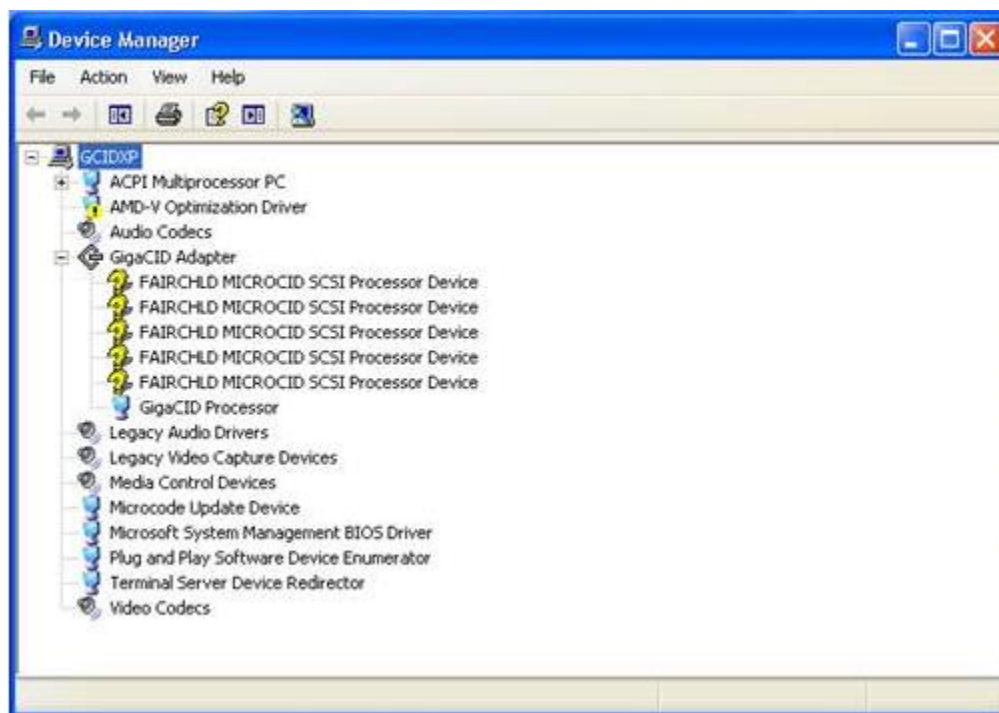 Device Manager
File Action View Help
GCIDXP
ACPI Multiprocessor PC
AMD-V Optimization Driver
Audio Codecs
GigaCID Adapter
FAIRCHLD MICROCID SCSI Processor Device
FAIRCHLD MICROCID SCSI Processor Device
FAIRCHLD MICROCID SCSI Processor Device
FAIRCHLD MICROCID SCSI Processor Device
FAIRCHLD MICROCID SCSI Processor Device
GigaCID Processor
Legacy Audio Drivers
Legacy Video Capture Devices
Media Control Devices
Microcode Update Device
Microsoft System Management BIOS Driver
Plug and Play Software Device Enumerator
Terminal Server Device Redirector
Video Codecs